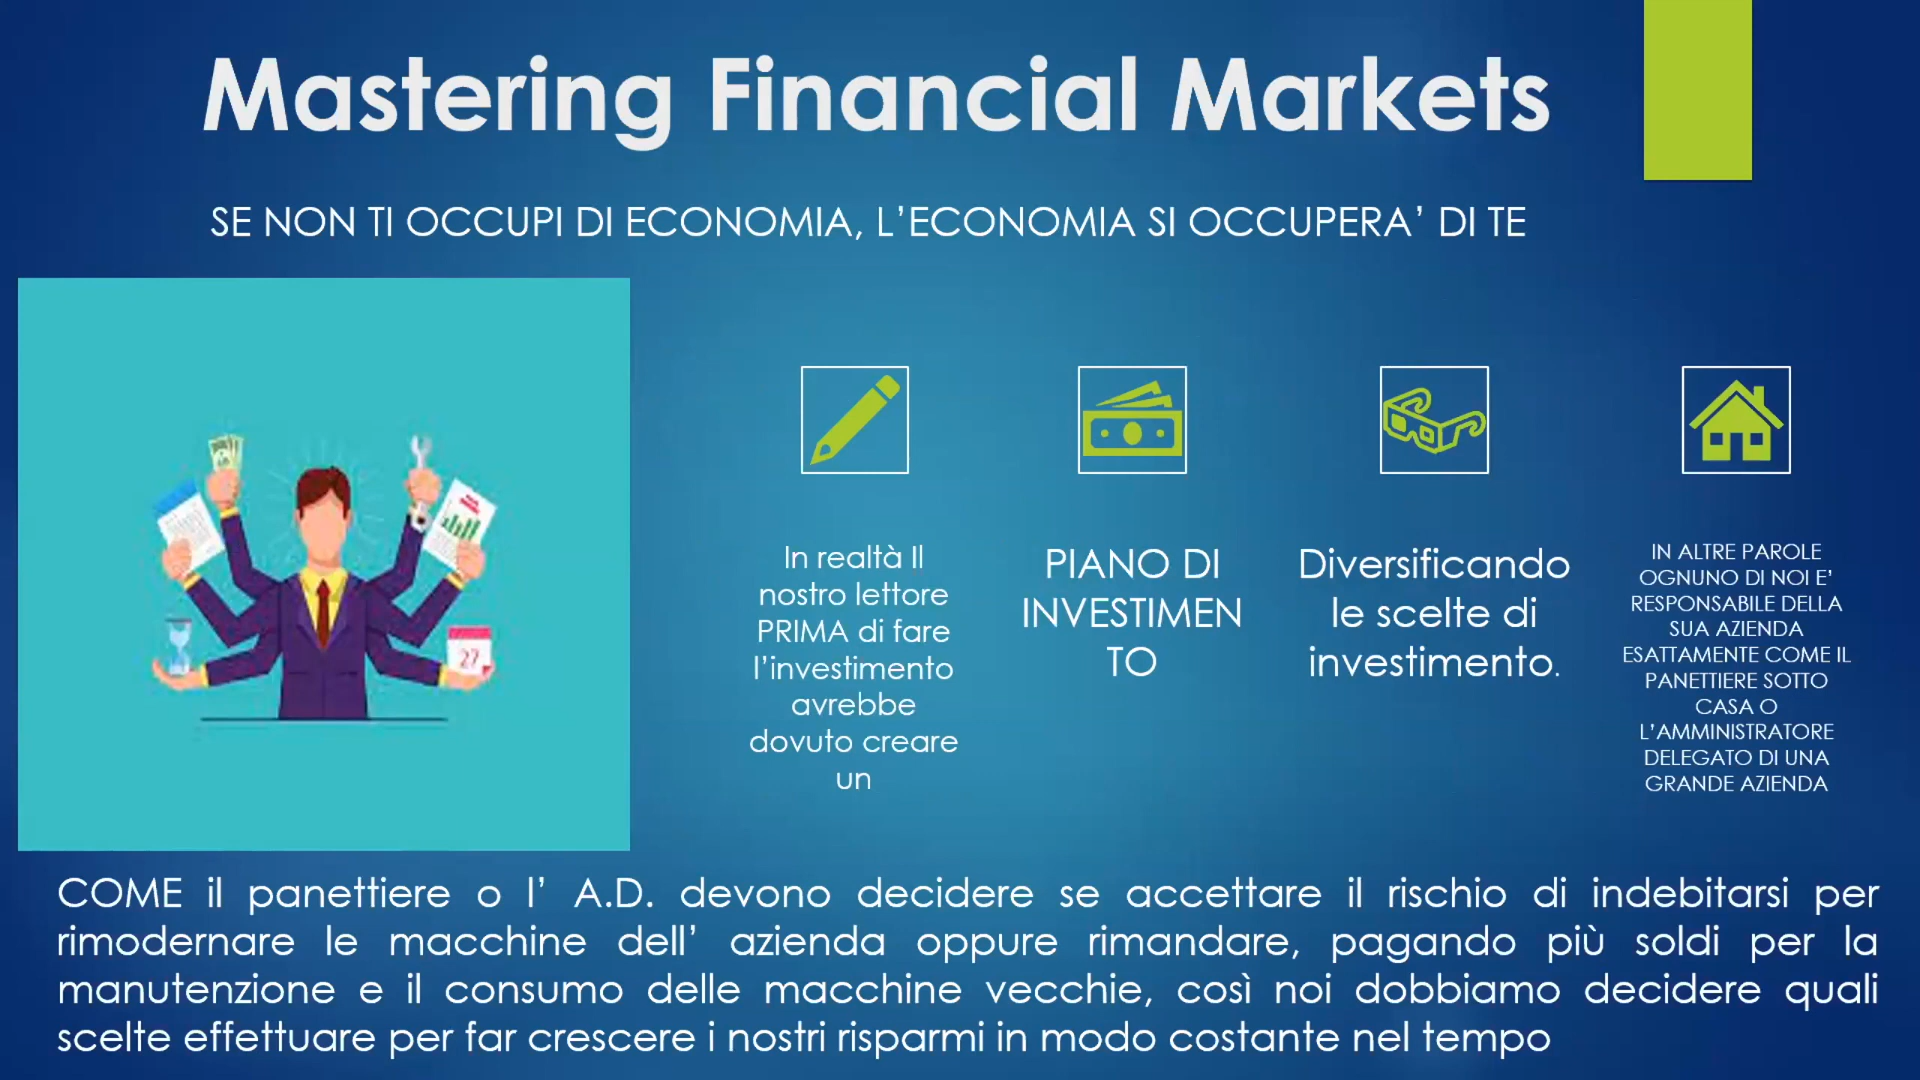 Mastering Financial Markets
SE NON TI OCCUPI DI ECONOMIA, L’ECONOMIA SI OCCUPERA’ DI TE
27
In realtà Il
nostro lettore
PRIMA di fare
l’investimento
avrebbe
dovuto creare
un
PIANO DI
INVESTIMEN
TO
Diversificando
le scelte di
investimento.
IN ALTRE PAROLE
OGNUNO DI NOI E’
RESPONSABILE DELLA
SUA AZIENDA
ESATTAMENTE COME IL
PANETTIERE SOTTO
CASA O
L’AMMINISTRATORE
DELEGATO DI UNA
GRANDE AZIENDA
COME il panettiere o l’ A.D. devono decidere se accettare il rischio di indebitarsi per
rimodernare le macchine dell’ azienda oppure rimandare, pagando più soldi per la
manutenzione e il consumo delle macchine vecchie, così noi dobbiamo decidere quali
scelte effettuare per far crescere i nostri risparmi in modo costante nel tempo